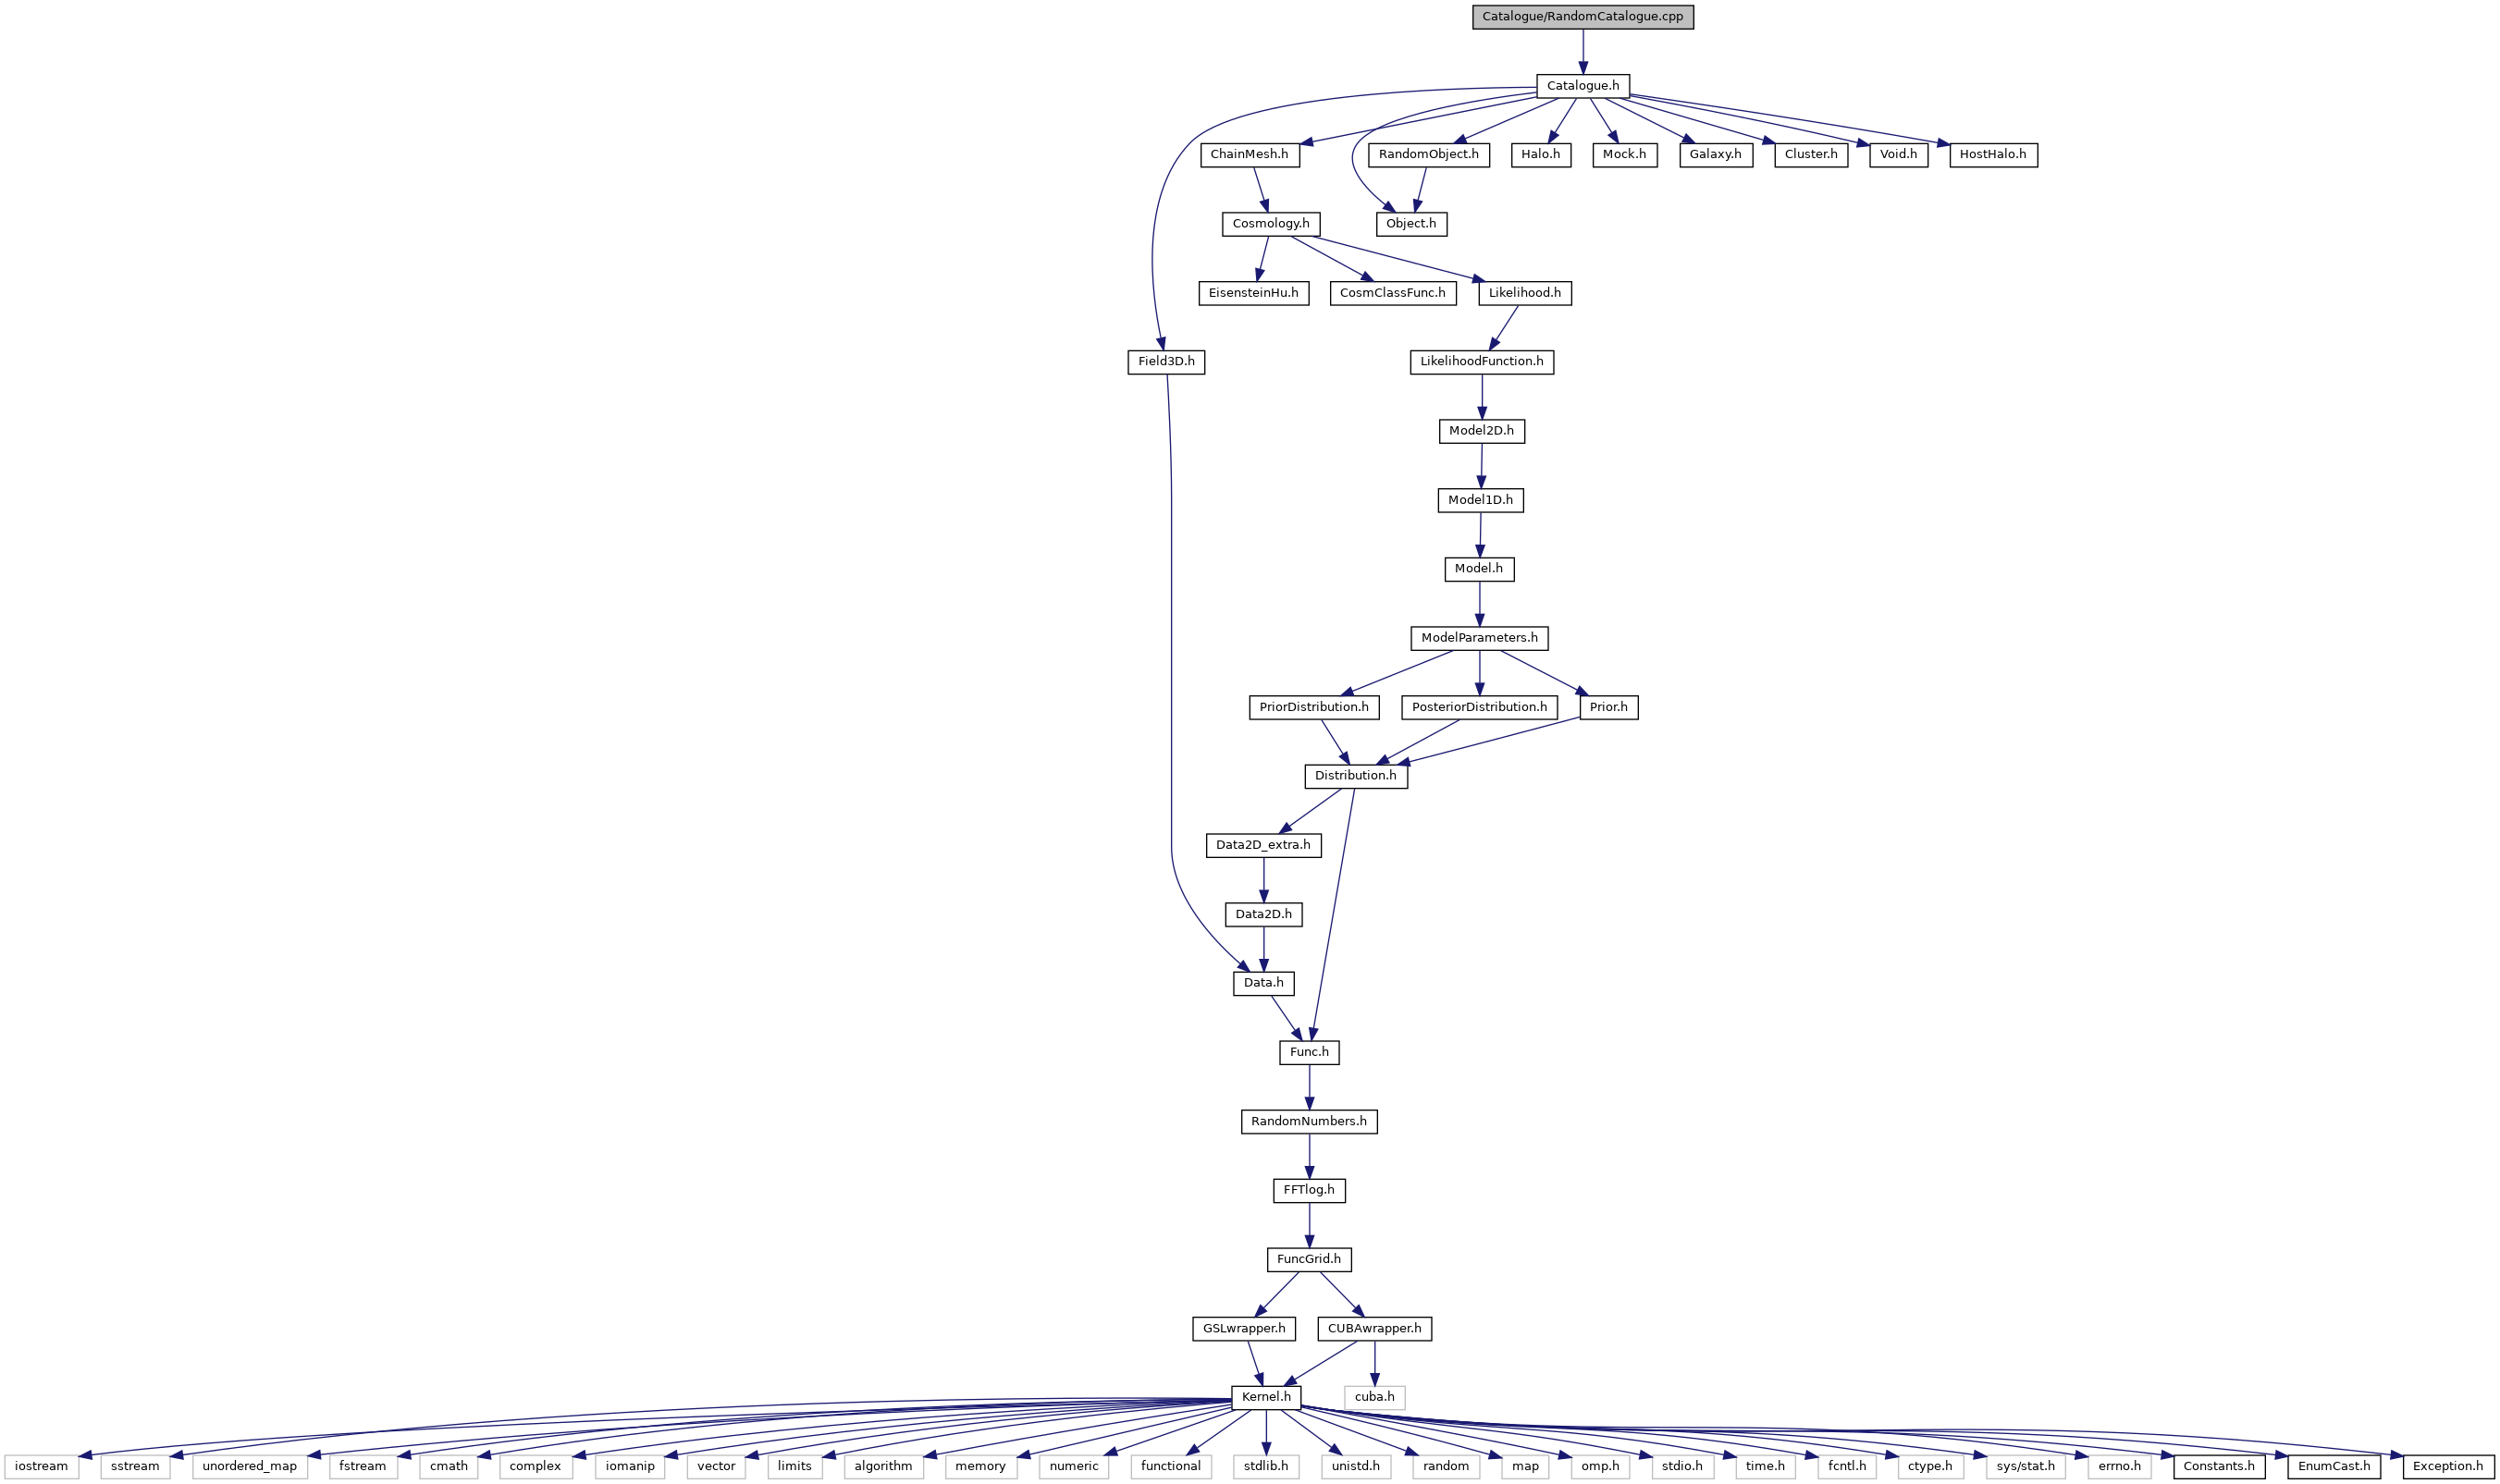 Catalogue/RandomCatalogue.cpp
Catalogue.h
ChainMesh.h
RandomObject.h
Halo.h
Mock.h
Galaxy.h
Cluster.h
Void.h
HostHalo.h
Cosmology.h
Object.h
EisensteinHu.h
CosmClassFunc.h
Likelihood.h
Field3D.h
LikelihoodFunction.h
Model2D.h
Model1D.h
Model.h
ModelParameters.h
PriorDistribution.h
PosteriorDistribution.h
Prior.h
Distribution.h
Data2D_extra.h
Data2D.h
Data.h
Func.h
RandomNumbers.h
FFTlog.h
FuncGrid.h
GSLwrapper.h
CUBAwrapper.h
Kernel.h
cuba.h
iostream
sstream
unordered_map
fstream
cmath
complex
iomanip
vector
limits
algorithm
memory
numeric
functional
stdlib.h
unistd.h
random
map
omp.h
stdio.h
time.h
fcntl.h
ctype.h
sys/stat.h
errno.h
Constants.h
EnumCast.h
Exception.h